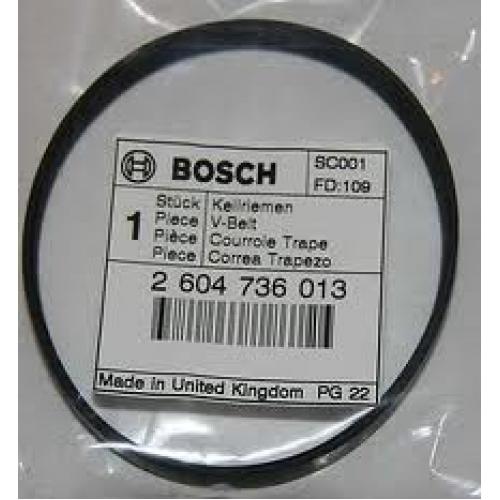 BOSCH
SC001
FD:109
1
Stück Keilriemen
Piece V-Belt
Pièce Courroie Trape
Piece Correa Trapezo
2 604 736 013
Made in United Kingdom PG 22